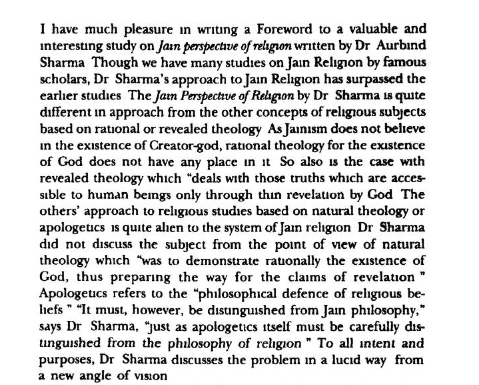 I have much pleasure in writing a Foreword to a valuable and
interesting study on Jain perspective of religion written by Dr Aurbind
Sharma Though we have many studies on Jain Religion by famous
scholars, Dr Sharma's approach to Jain Religion has surpassed the
earlier studies The Jain Perspective of Religion by Dr Sharma is quite
different in approach from the other concepts of religious subjects
based on rational or revealed theology As Jainism does not believe
in the existence of Creator-god, rational theology for the existence
of God does not have any place in it So also is the case with
revealed theology which "deals with those truths which are acces-
sible to human beings only through thin revelation by God The
others' approach to religious studies based on natural theology or
apologetics is quite alien to the system of Jain religion Dr Sharma
did not discuss the subject from the point of view of natural
theology which "was to demonstrate rationally the existence of
God, thus preparing the way for the claims of revelation "
Apologetics refers to the "philosophical defence of religious be-
liefs " "It must, however, be distinguished from Jain philosophy,"
says Dr Sharma, "just as apologetics itself must be carefully dis-
tinguished from the philosophy of religion " To all intent and
purposes, Dr Sharma discusses the problem in a lucid way from
a new angle of vision